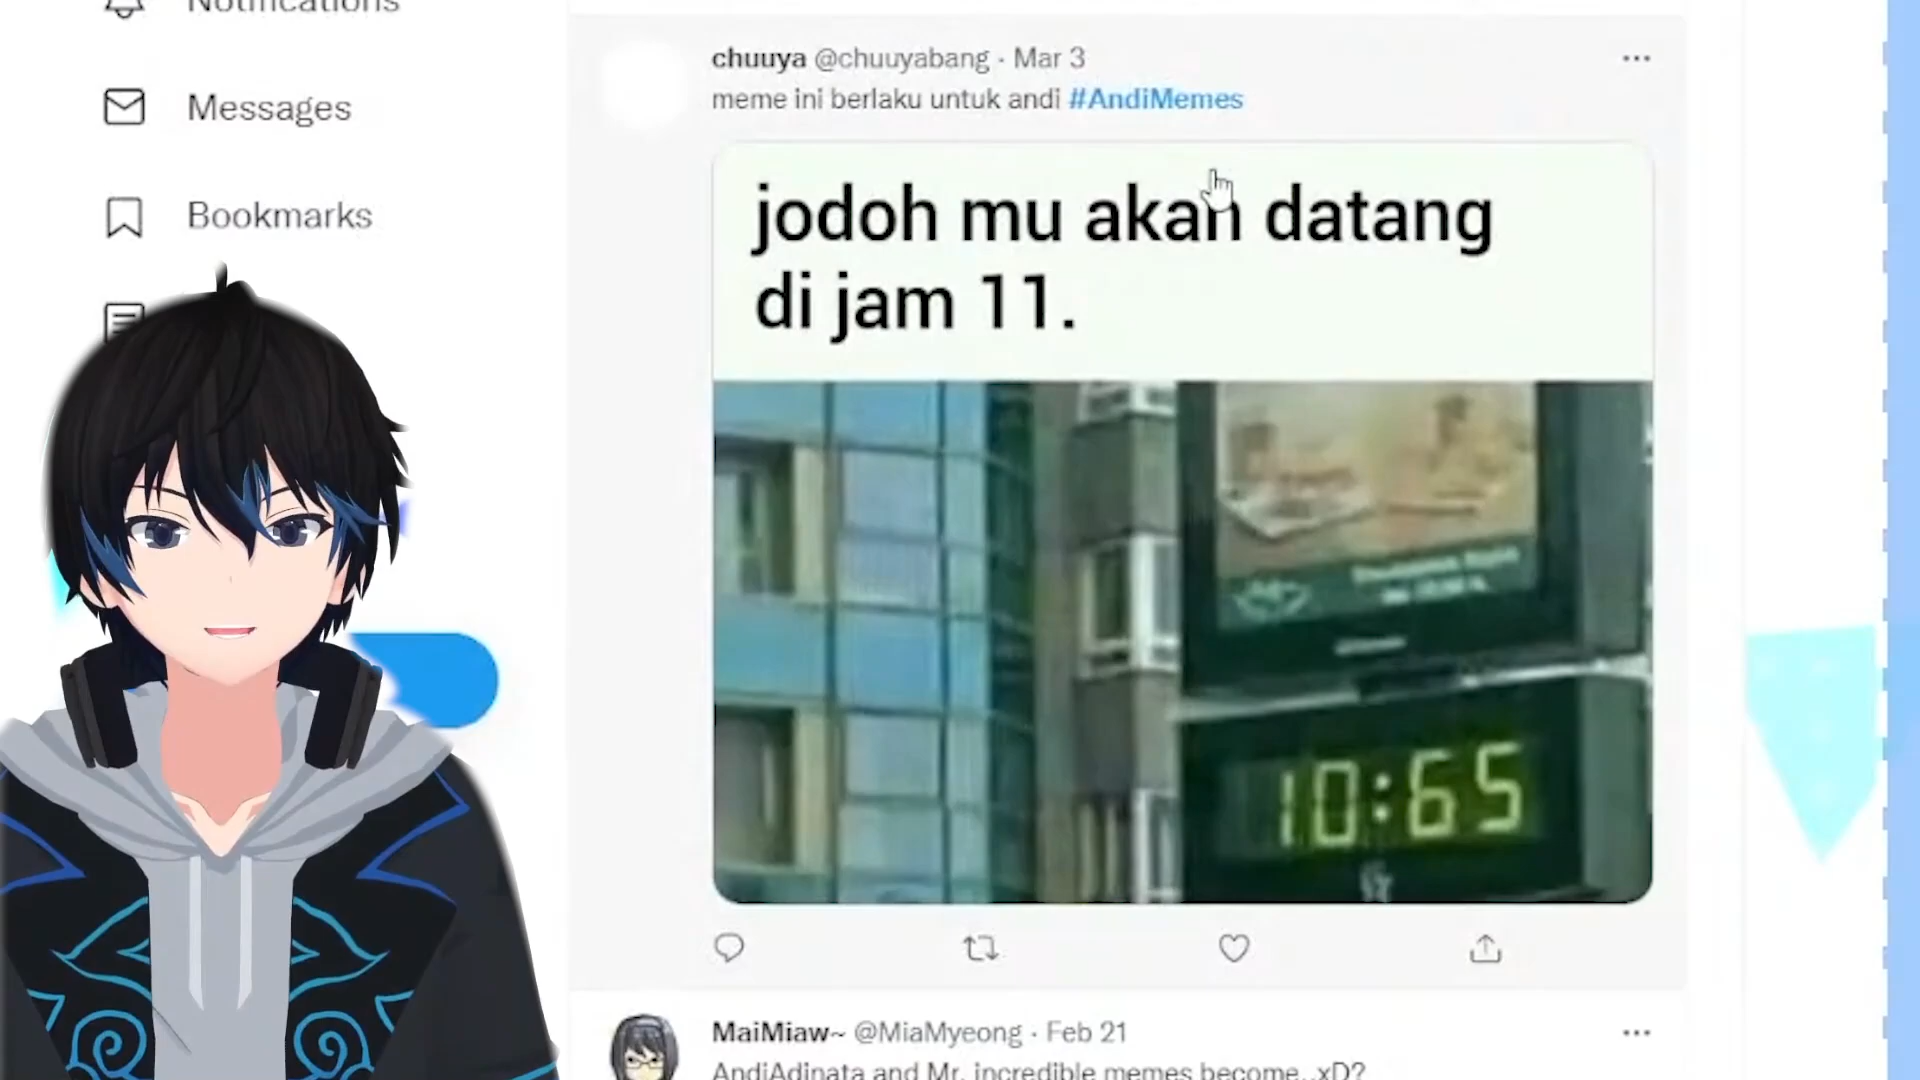 Notifications
Messages
Bookmarks
chuuya @chuuyabang · Mar 3
meme ini berlaku untuk andi #AndiMemes
jodoh mu akan datang
di jam 11.
10:65
MaiMiaw~ @MiaMyeong · Feb 21
AndiAdinata and Mr. incredible memes become..xD?